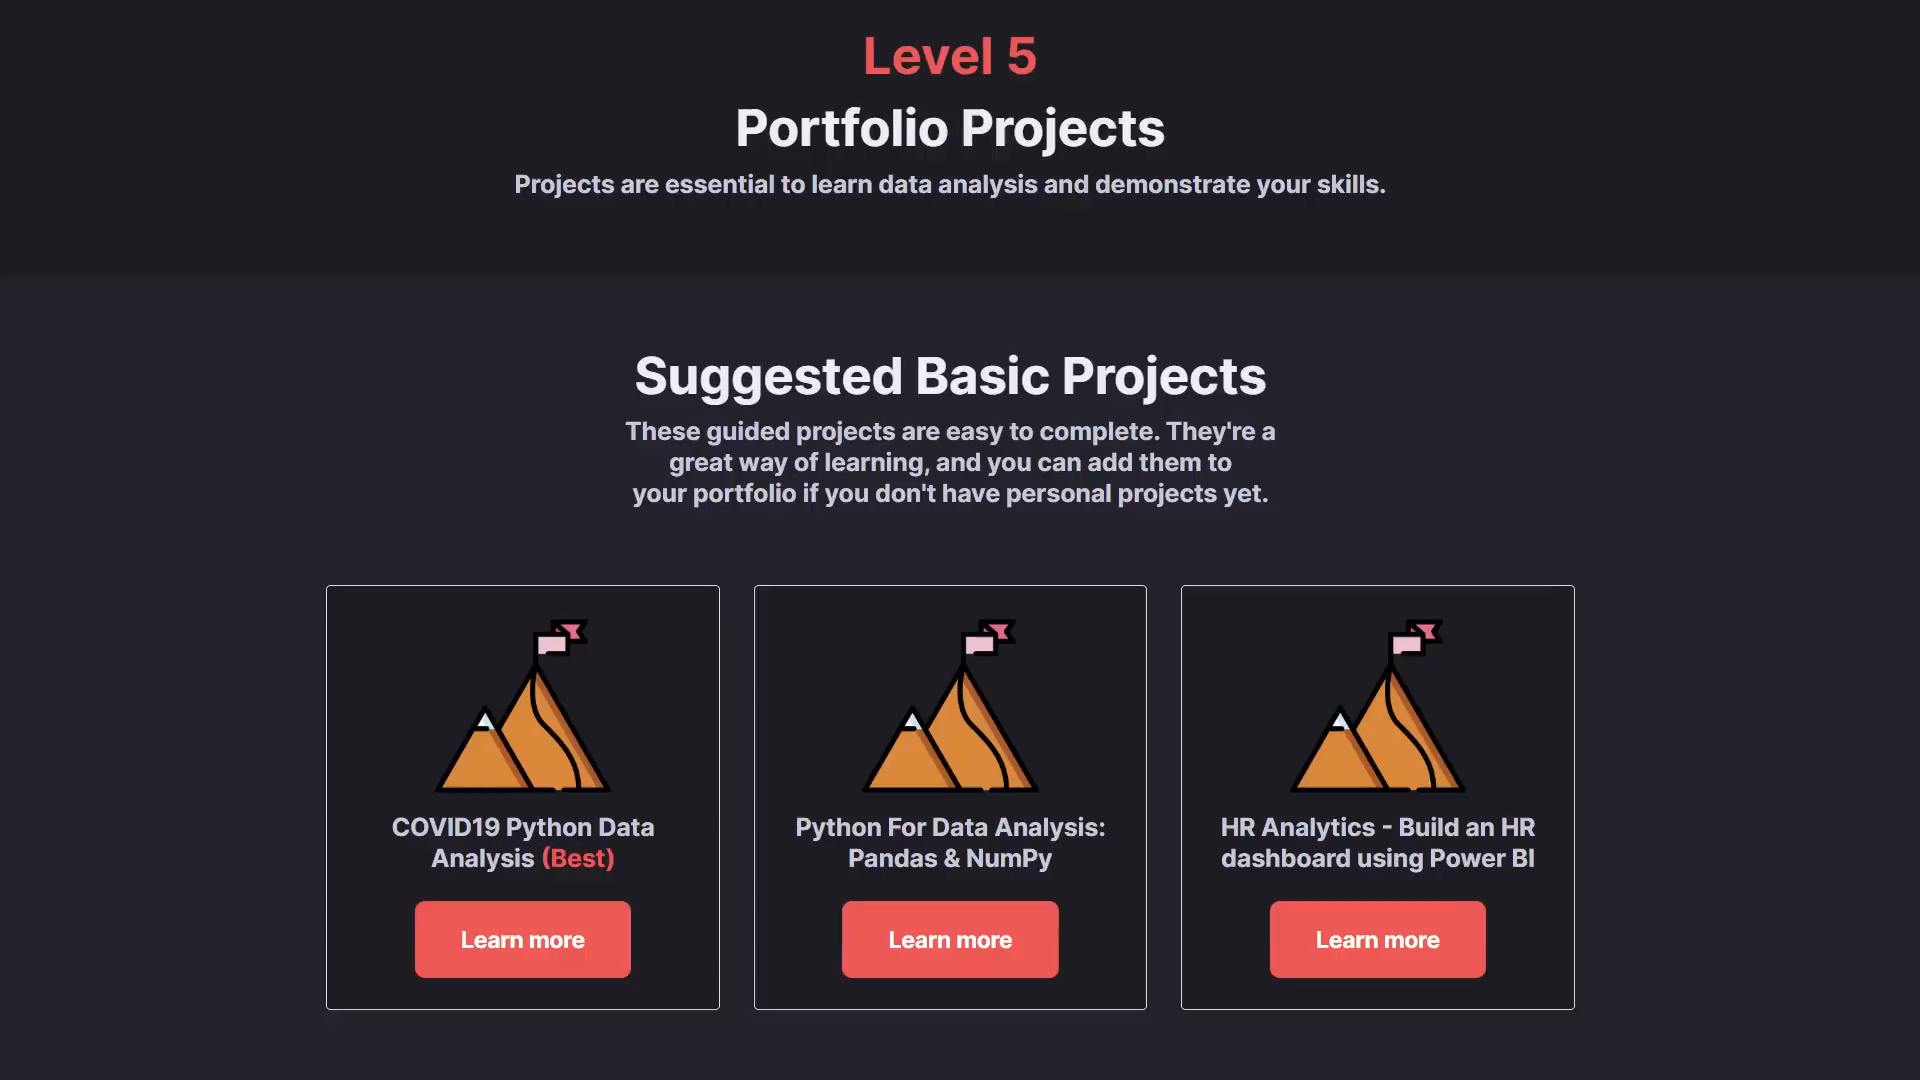 Level 5
Portfolio Projects
Projects are essential to learn data analysis and demonstrate your skills.
Suggested Basic Projects
These guided projects are easy to complete. They're a
great way of learning, and you can add them to
your portfolio if you don't have personal projects yet.
COVID19 Python Data
Analysis (Best)
Learn more
Python For Data Analysis:
Pandas & NumPy
Learn more
HR Analytics - Build an HR
dashboard using Power BI
Learn more